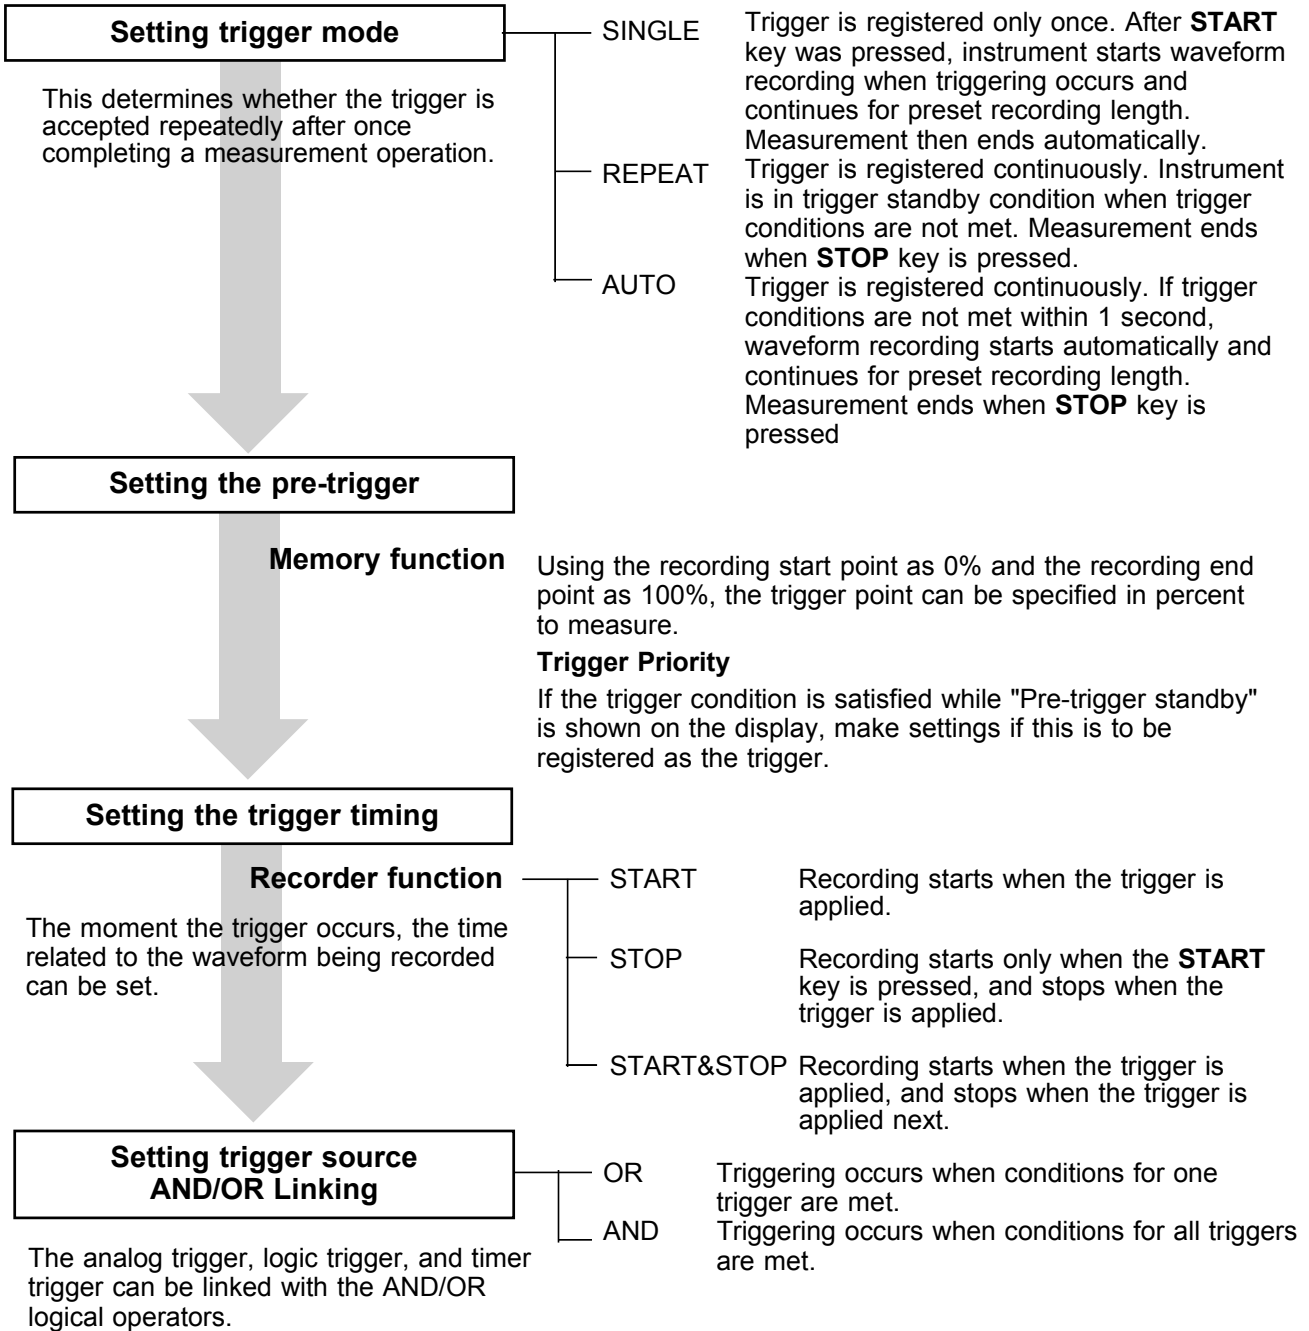 Setting trigger mode
This determines whether the trigger is
accepted repeatedly after once
completing a measurement operation.
SINGLE
Trigger is registered only once. After START
key was pressed, instrument starts waveform
recording when triggering occurs and
continues for preset recording length.
Measurement then ends automatically.
REPEAT
Trigger is registered continuously. Instrument
is in trigger standby condition when trigger
conditions are not met. Measurement ends
when STOP key is pressed.
AUTO
Trigger is registered continuously. If trigger
conditions are not met within 1 second,
waveform recording starts automatically and
continues for preset recording length.
Measurement ends when STOP key is
pressed
Setting the pre-trigger
Memory function
Using the recording start point as 0% and the recording end
point as 100%, the trigger point can be specified in percent
to measure.
Trigger Priority
If the trigger condition is satisfied while "Pre-trigger standby"
is shown on the display, make settings if this is to be
registered as the trigger.
Setting the trigger timing
Recorder function
The moment the trigger occurs, the time
related to the waveform being recorded
can be set.
START
Recording starts when the trigger is
applied.
STOP
Recording starts only when the START
key is pressed, and stops when the
trigger is applied.
START&STOP
Recording starts when the trigger is
applied, and stops when the trigger is
applied next.
Setting trigger source
AND/OR Linking
The analog trigger, logic trigger, and timer
trigger can be linked with the AND/OR
logical operators.
OR
Triggering occurs when conditions for one
trigger are met.
AND
Triggering occurs when conditions for all triggers
are met.